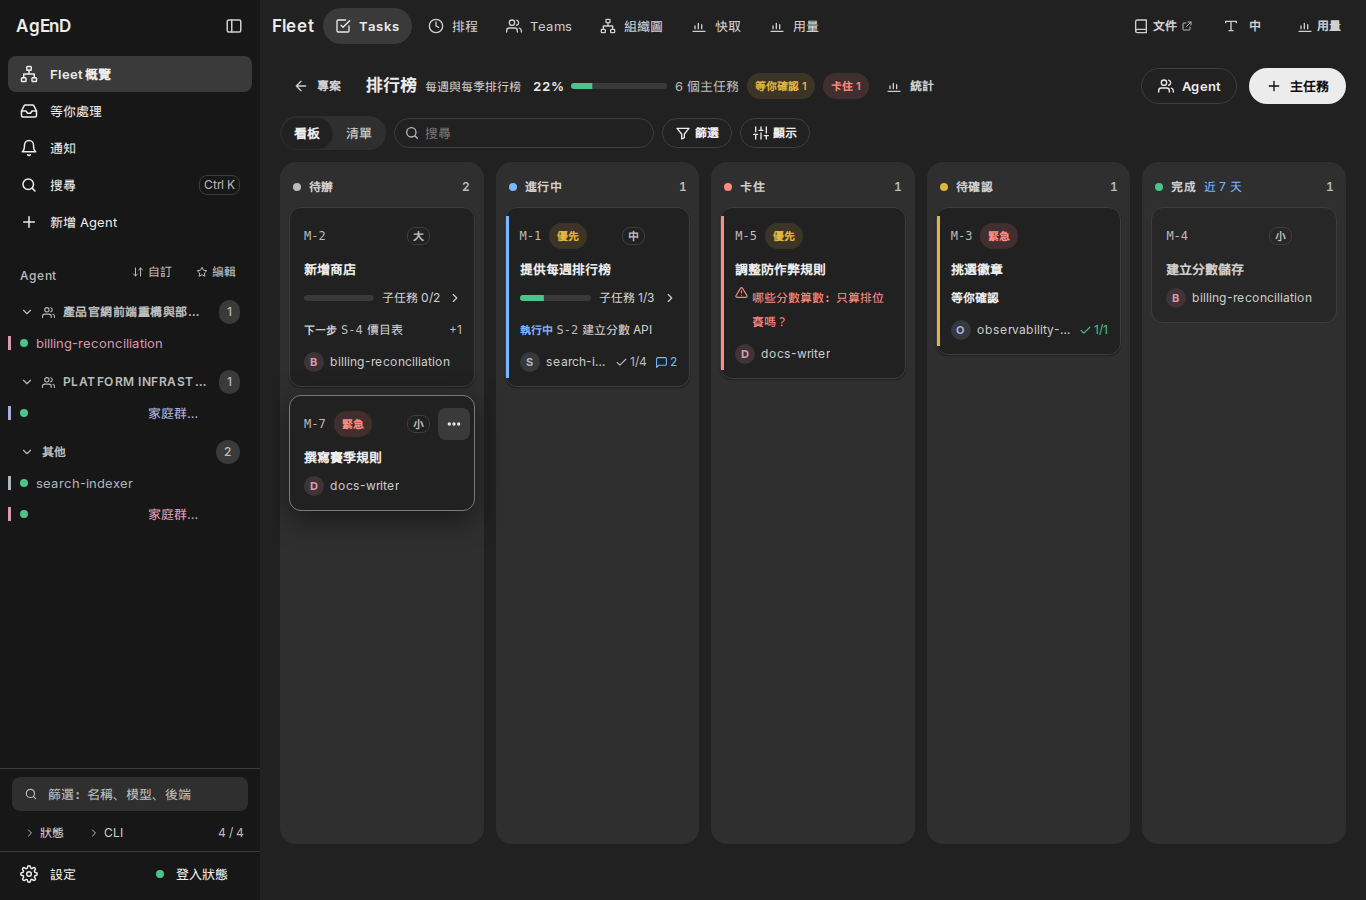 AgEnD
Fleet 概覽
等你處理
通知
搜尋 Ctrl K
新增 Agent
Agent 自訂 編輯
產品官網前端重構與部... 1
billing-reconciliation
PLATFORM INFRAST... 1
家庭群...
其他 2
search-indexer
家庭群...
篩選：名稱、模型、後端
狀態 CLI 4 / 4
設定 登入狀態
Fleet Tasks 排程 Teams 組織圖 快取 用量 文件 中 用量
專案 排行榜 每週與每季排行榜 22% 6 個主任務 等你確認 1 卡住 1 統計 Agent 主任務
看板 清單 搜尋 篩選 顯示
待辦 2
M-2 大
新增商店
子任務 0/2
下一步 S-4 價目表 +1
B billing-reconciliation
M-7 緊急 小
撰寫賽季規則
D docs-writer
進行中 1
M-1 優先 中
提供每週排行榜
子任務 1/3
執行中 S-2 建立分數 API
S search-i... 1/4 2
卡住 1
M-5 優先
調整防作弊規則
哪些分數算數：只算排位
賽嗎？
D docs-writer
待確認 1
M-3 緊急
挑選徽章
等你確認
O observability-... 1/1
完成 近 7 天 1
M-4 小
建立分數儲存
B billing-reconciliation